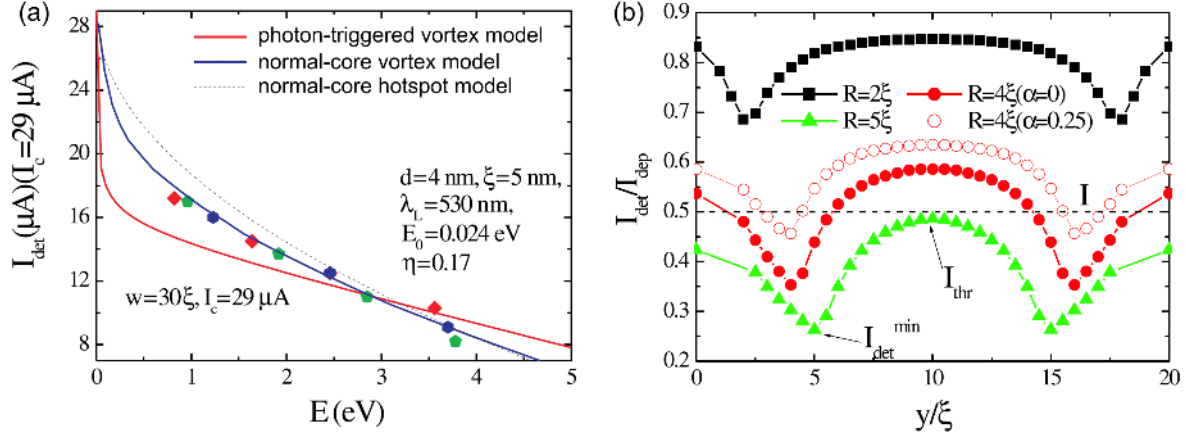 (a)
28
24
20
16
12
8
I_det(μA)(I_c=29 μA)
photon-triggered vortex model
normal-core vortex model
normal-core hotspot model
d=4 nm, ξ=5 nm,
λ_L=530 nm,
E_0=0.024 eV
η=0.17
w=30ξ, I_c=29 μA
0 1 2 3 4 5
E(eV)
(b)
0.9
0.8
0.7
0.6
0.5
0.4
0.3
0.2
I_det/I_dep
R=2ξ R=4ξ(α=0)
R=5ξ R=4ξ(α=0.25)
I
I_thr
I_det^min
0 5 10 15 20
y/ξ